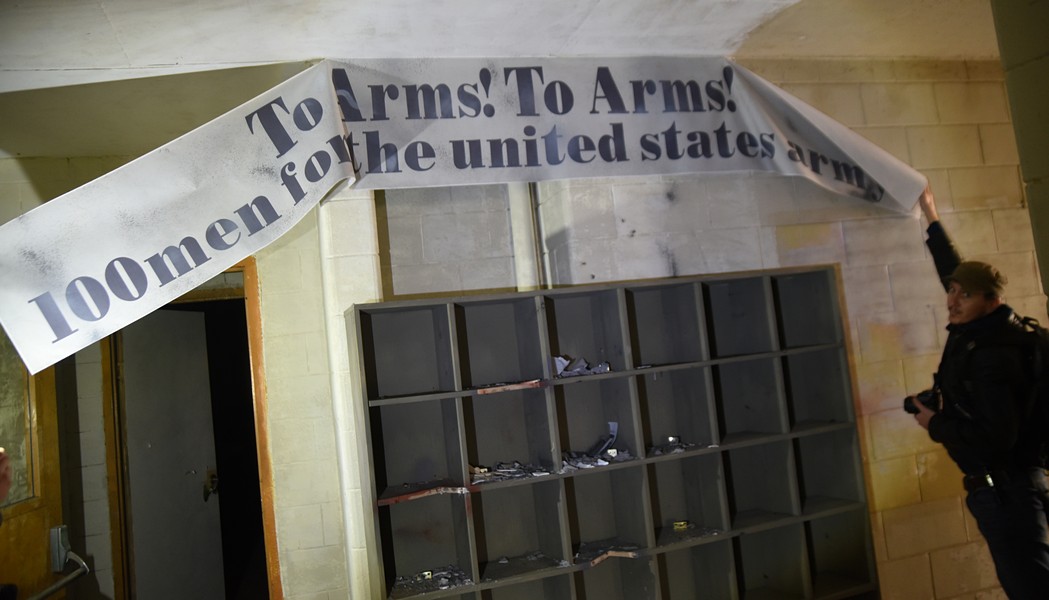 To Arms! To Arms!
100men for the united states army